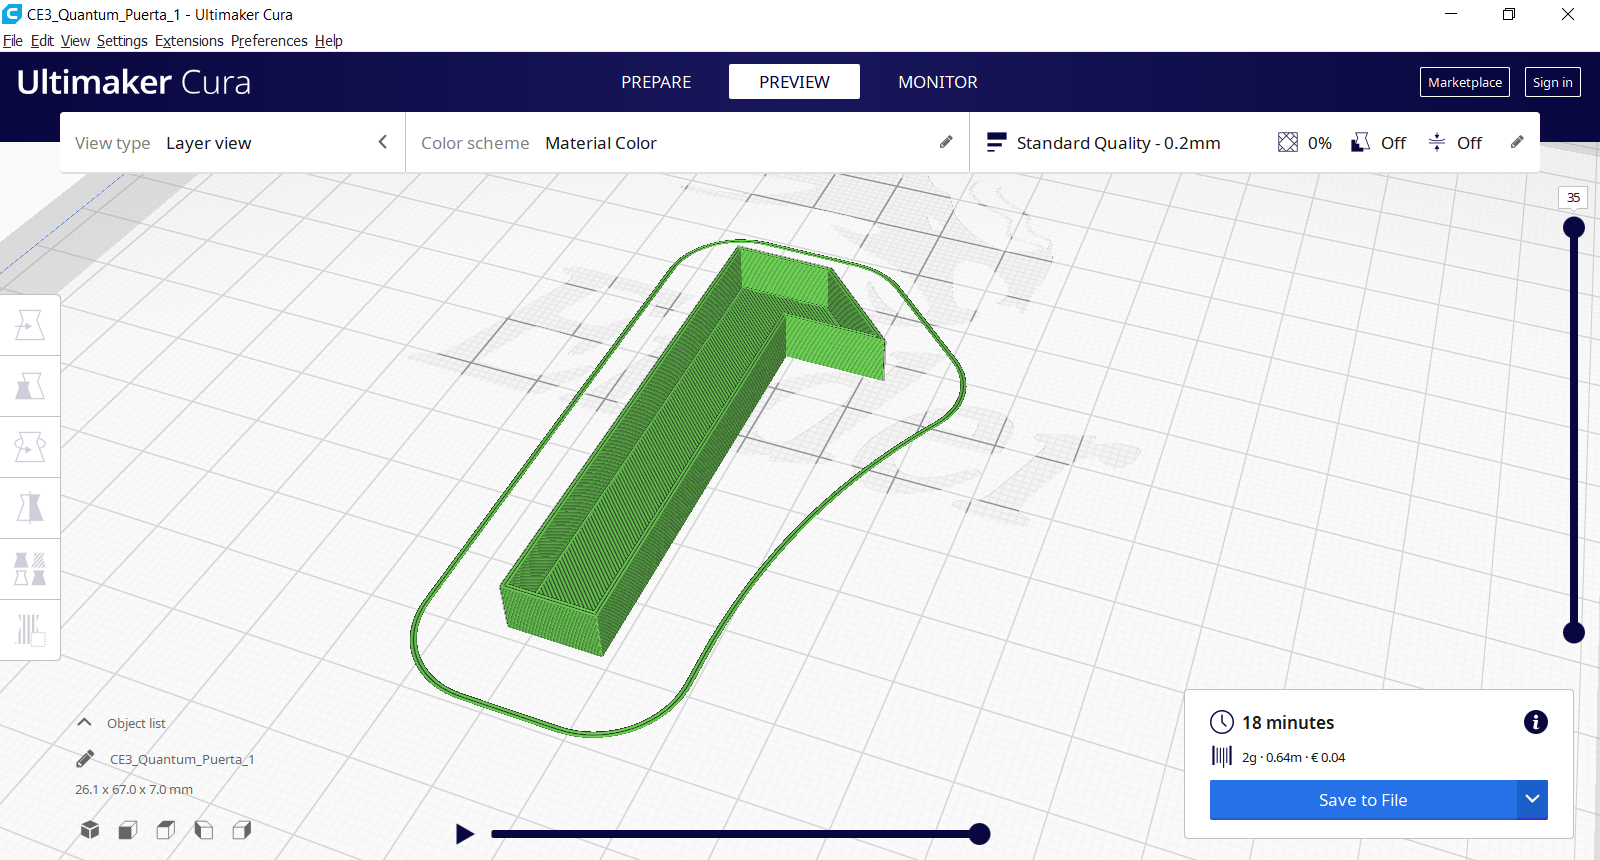 CE3_Quantum_Puerta_1 - Ultimaker Cura
File Edit View Settings Extensions Preferences Help
Ultimaker Cura
PREPARE
PREVIEW
MONITOR
Marketplace
Sign in
View type Layer view
Color scheme Material Color
Standard Quality - 0.2mm
0%
Off
Off
35
Object list
CE3_Quantum_Puerta_1
26.1 x 67.0 x 7.0 mm
18 minutes
2g · 0.64m · € 0.04
Save to File